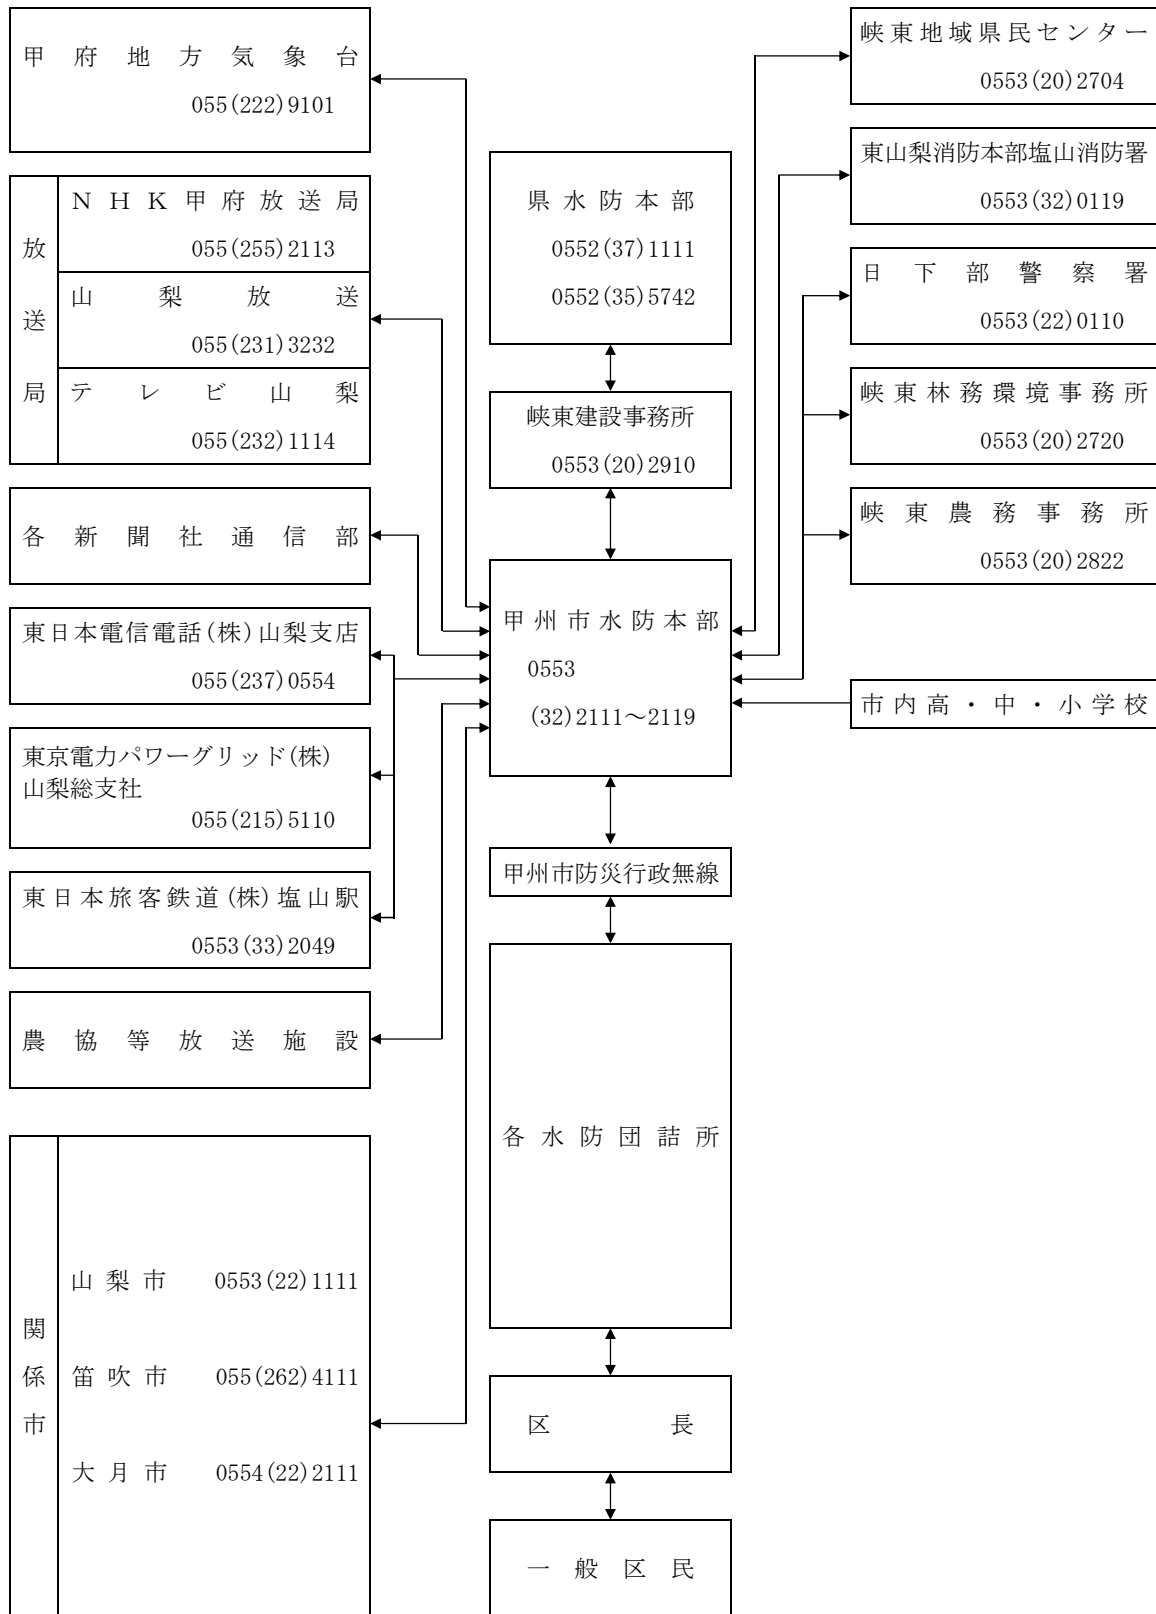 甲府地方気象台
055(222)9101
放送局
ＮＨＫ甲府放送局
055(255)2113
山梨放送
055(231)3232
テレビ山梨
055(232)1114
各新聞社通信部
東日本電信電話(株)山梨支店
055(237)0554
東京電力パワーグリッド(株)
山梨総支社
055(215)5110
東日本旅客鉄道(株)塩山駅
0553(33)2049
農協等放送施設
関係市
山梨市 0553(22)1111
笛吹市 055(262)4111
大月市 0554(22)2111
県水防本部
0552(37)1111
0552(35)5742
峡東建設事務所
0553(20)2910
甲州市水防本部
0553
(32)2111～2119
甲州市防災行政無線
各水防団詰所
区長
一般区民
峡東地域県民センター
0553(20)2704
東山梨消防本部塩山消防署
0553(32)0119
日下部警察署
0553(22)0110
峡東林務環境事務所
0553(20)2720
峡東農務事務所
0553(20)2822
市内高・中・小学校